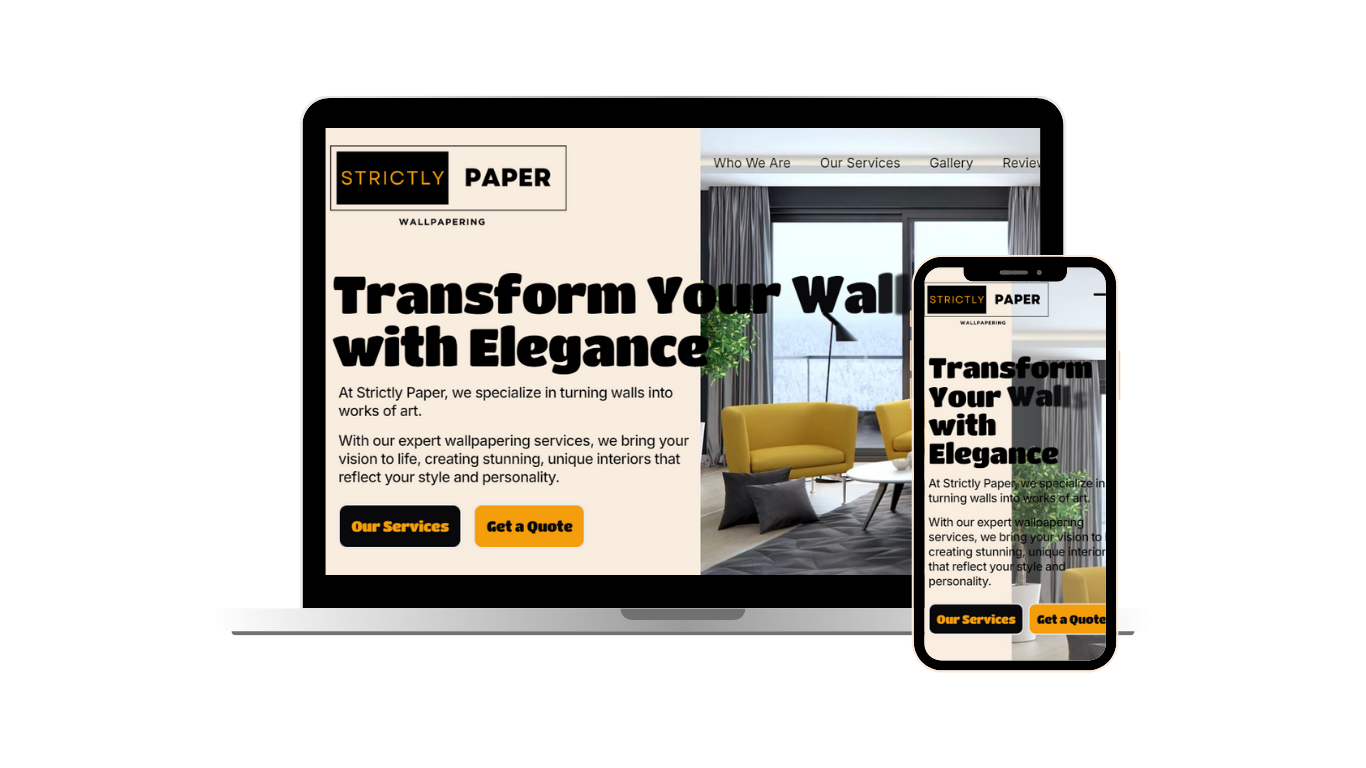 STRICTLY PAPER
WALLPAPERING
Who We Are Our Services Gallery
Transform Your Wall
with Elegance
At Strictly Paper, we specialize in turning walls into
works of art.
With our expert wallpapering services, we bring your
vision to life, creating stunning, unique interiors that
reflect your style and personality.
Our Services Get a Quote
STRICTLY PAPER
WALLPAPERING
Transform
Your Walls
with
Elegance
At Strictly Paper, we specialize in
turning walls into works of art.
With our expert wallpapering
services, we bring your vision to
creating stunning, unique
that reflect your style and
personality.
Our Services Get a Quote